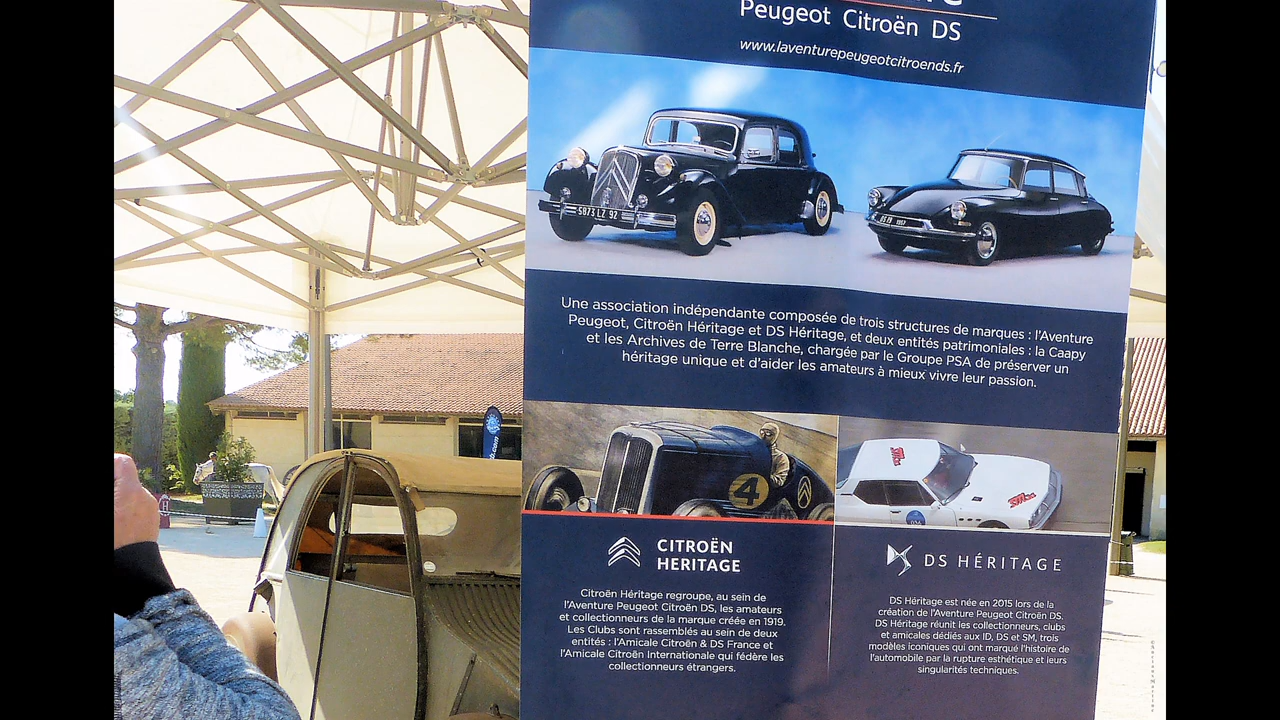 Peugeot Citroën DS
www.laventurepeugeotcitroends.fr
5873 LZ 92
Une association indépendante composée de trois structures de marques : l'Aventure
Peugeot, Citroën Héritage et DS Héritage, et deux entités patrimoniales : la Caapy
et les Archives de Terre Blanche, chargée par le Groupe PSA de préserver un
héritage unique et d'aider les amateurs à mieux vivre leur passion.
4
CITROËN
HERITAGE
Citroën Héritage regroupe, au sein de
l'Aventure Peugeot Citroën DS, les amateurs
et collectionneurs de la marque créée en 1919.
Les Clubs sont rassemblés au sein de deux
entités : l'Amicale Citroën & DS France et
l'Amicale Citroën Internationale qui fédère les
collectionneurs étrangers.
DS HÉRITAGE
DS Héritage est née en 2015 lors de la
création de l'Aventure Peugeot Citroën DS.
DS Héritage réunit les collectionneurs, clubs
et amicales dédiés aux ID, DS et SM, trois
modèles iconiques qui ont marqué l'histoire de
l'automobile par la rupture esthétique et leurs
singularités techniques.